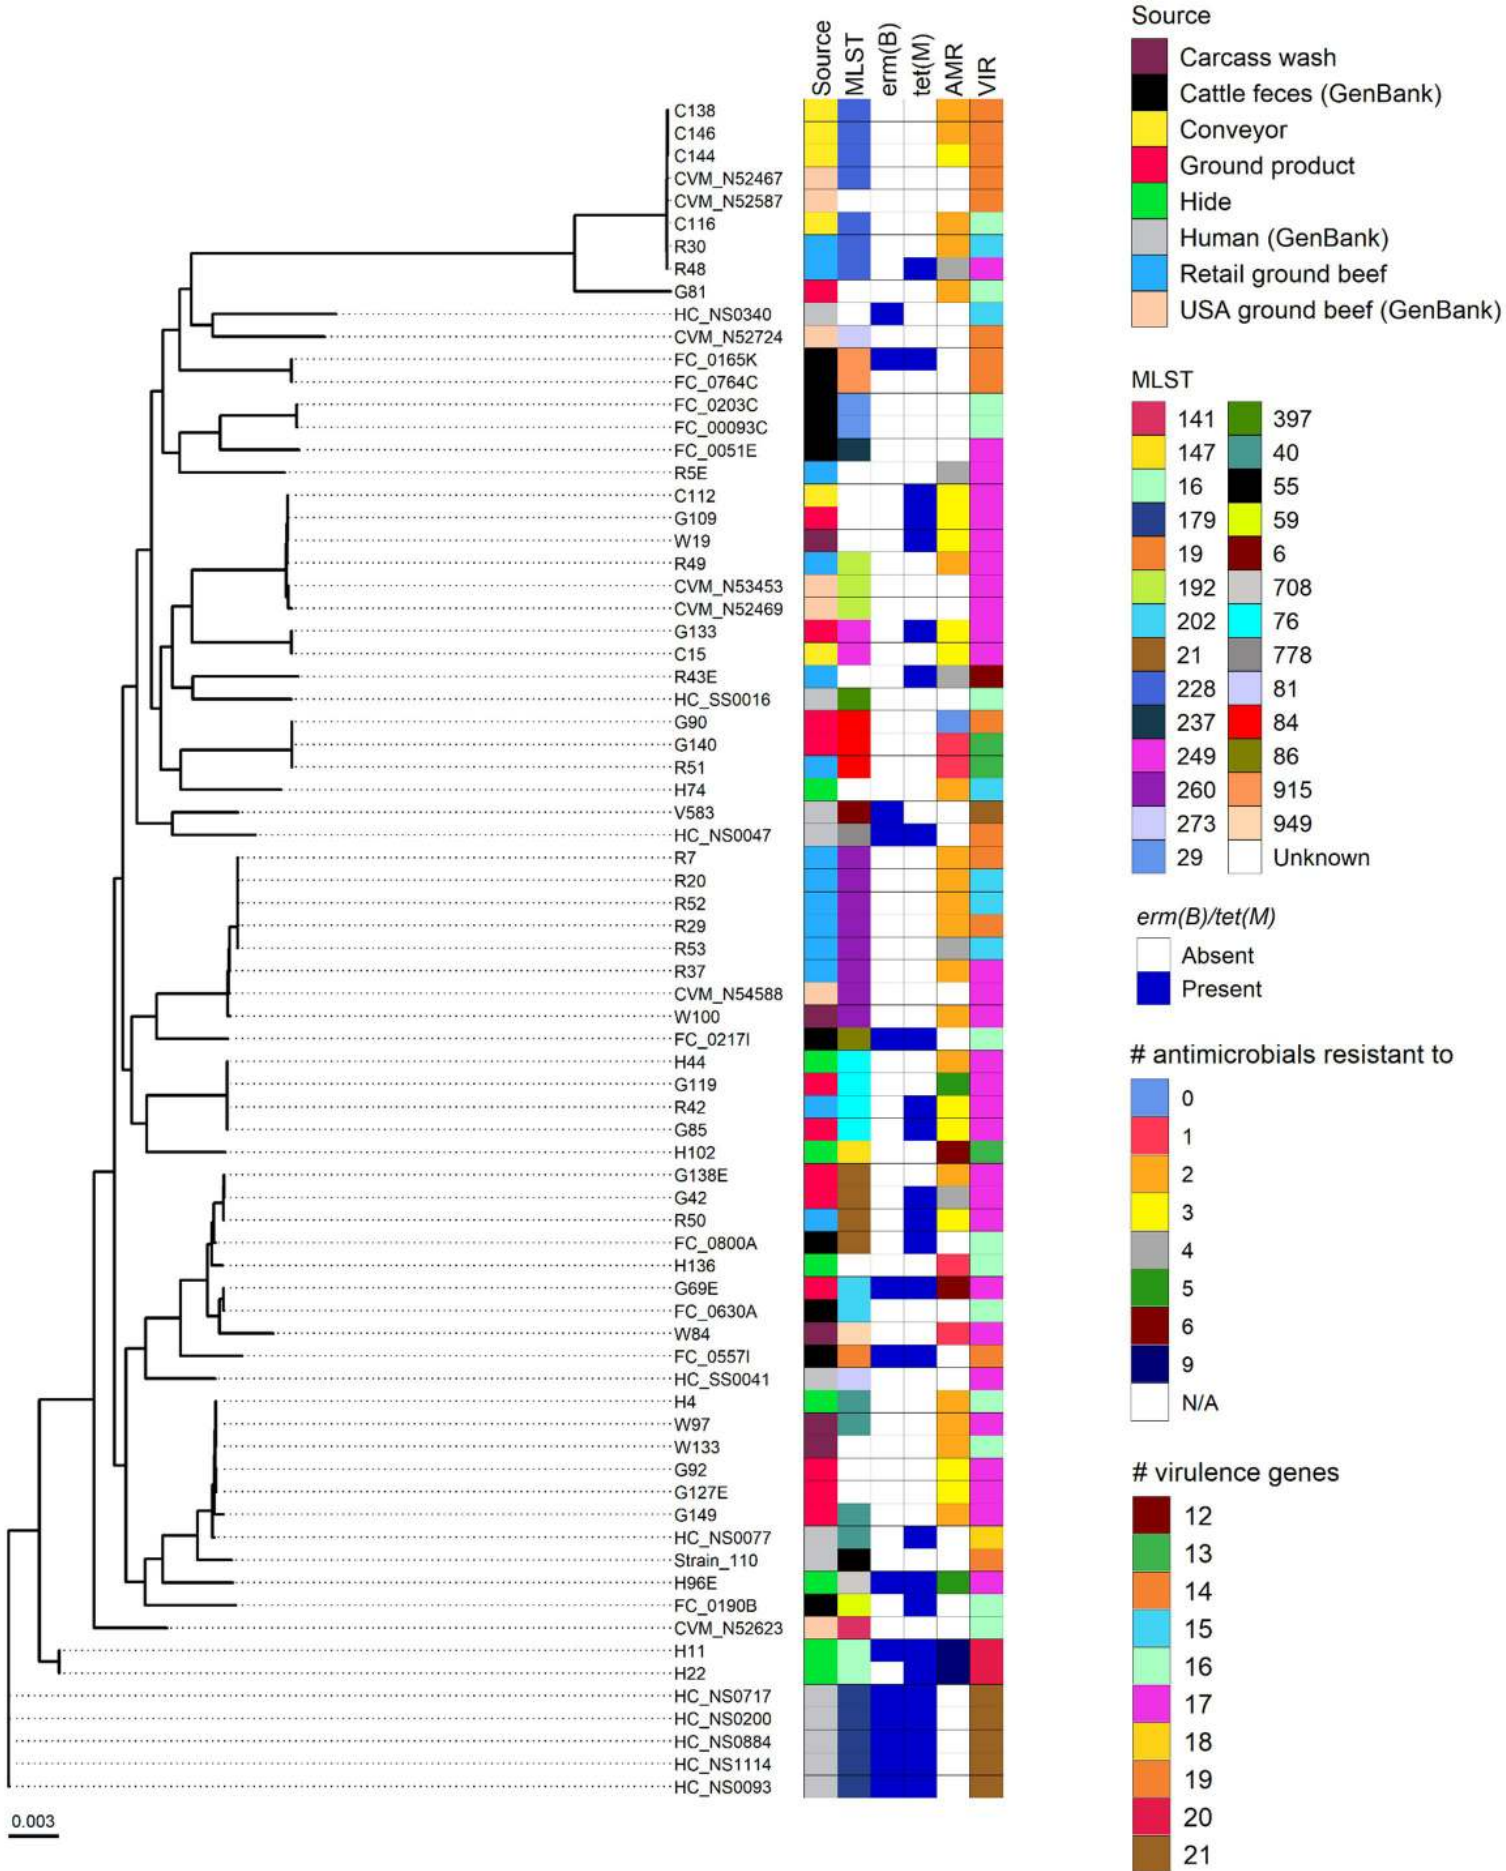 Source
MLST
erm(B)
tet(M)
AMR
VIR
C138
C146
C144
CVM_N52467
CVM_N52587
C116
R30
R48
G81
HC_NS0340
CVM_N52724
FC_0165K
FC_0764C
FC_0203C
FC_00093C
FC_0051E
R5E
C112
G109
W19
R49
CVM_N53453
CVM_N52469
G133
C15
R43E
HC_SS0016
G90
G140
R51
H74
V583
HC_NS0047
R7
R20
R52
R29
R53
R37
CVM_N54588
W100
FC_0217I
H44
G119
R42
G85
H102
G138E
G42
R50
FC_0800A
H136
G69E
FC_0630A
W84
FC_0557I
HC_SS0041
H4
W97
W133
G92
G127E
G149
HC_NS0077
Strain_110
H96E
FC_0190B
CVM_N52623
H11
H22
HC_NS0717
HC_NS0200
HC_NS0884
HC_NS1114
HC_NS0093
0.003
Source
Carcass wash
Cattle feces (GenBank)
Conveyor
Ground product
Hide
Human (GenBank)
Retail ground beef
USA ground beef (GenBank)
MLST
141 397
147 40
16 55
179 59
19 6
192 708
202 76
21 778
228 81
237 84
249 86
260 915
273 949
29 Unknown
erm(B)/tet(M)
Absent
Present
# antimicrobials resistant to
0
1
2
3
4
5
6
9
N/A
# virulence genes
12
13
14
15
16
17
18
19
20
21